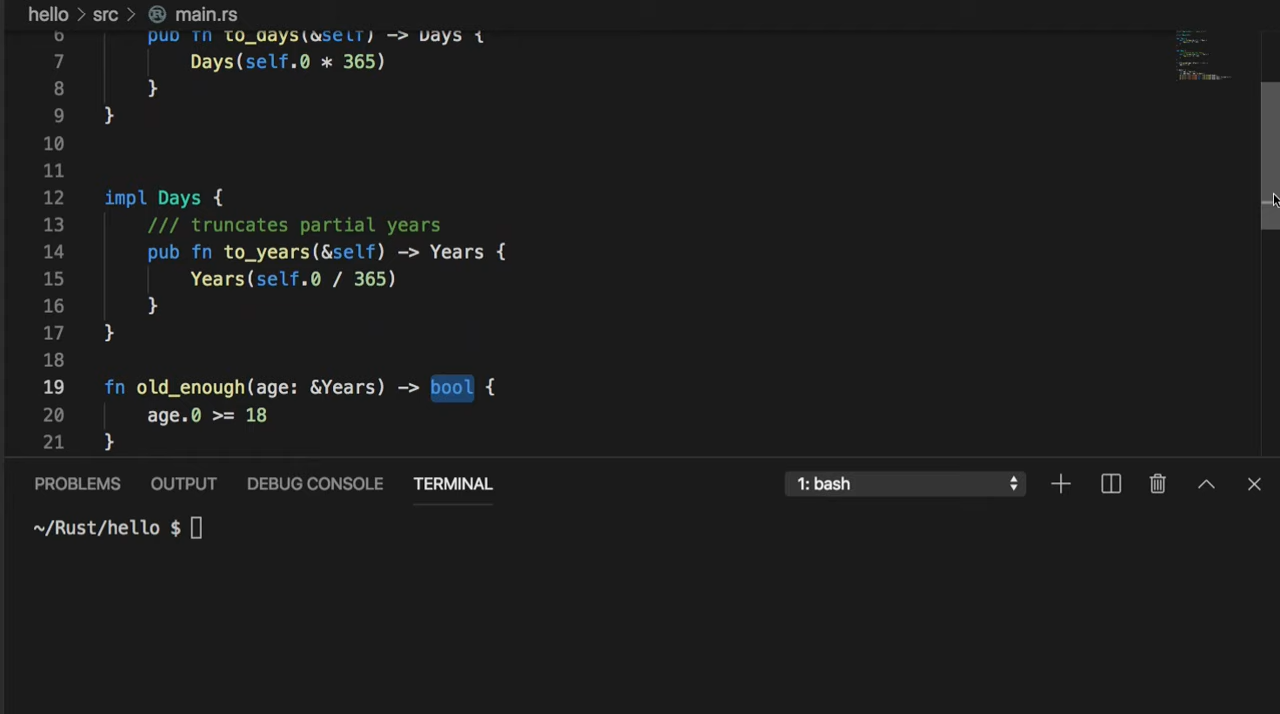 hello > src > main.rs
6 pub fn to_days(&self) -> Days {
7 Days(self.0 * 365)
8 }
9 }
10
11
12 impl Days {
13 /// truncates partial years
14 pub fn to_years(&self) -> Years {
15 Years(self.0 / 365)
16 }
17 }
18
19 fn old_enough(age: &Years) -> bool {
20 age.0 >= 18
21 }
PROBLEMS OUTPUT DEBUG CONSOLE TERMINAL 1: bash
~/Rust/hello $